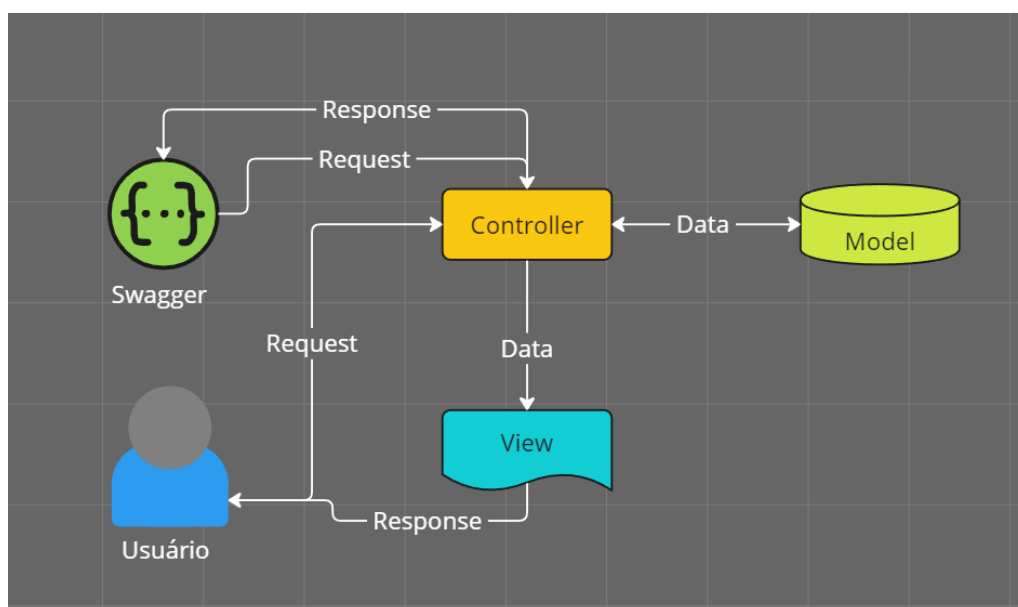 Response
Request
Controller
Data
Model
Swagger
Request
Data
View
Response
Usuário